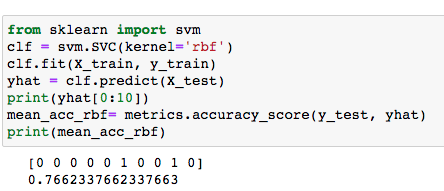 from sklearn import svm
clf = svm.SVC(kernel='rbf')
clf.fit(X_train, y_train)
yhat = clf.predict(X_test)
print(yhat[0:10])
mean_acc_rbf= metrics.accuracy_score(y_test, yhat)
print(mean_acc_rbf)
[0 0 0 0 0 1 0 0 1 0]
0.7662337662337663